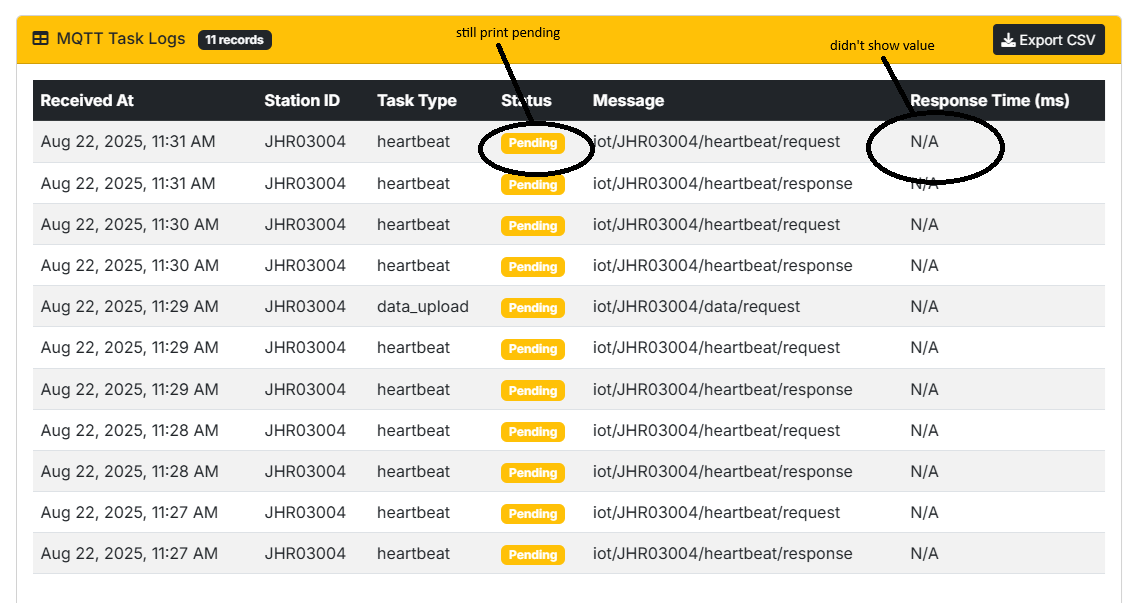 still print pending
didn't show value
MQTT Task Logs 11 records Export CSV
Received At Station ID Task Type Status Message Response Time (ms)
Aug 22, 2025, 11:31 AM JHR03004 heartbeat Pending iot/JHR03004/heartbeat/request N/A
Aug 22, 2025, 11:31 AM JHR03004 heartbeat Pending iot/JHR03004/heartbeat/response N/A
Aug 22, 2025, 11:30 AM JHR03004 heartbeat Pending iot/JHR03004/heartbeat/request N/A
Aug 22, 2025, 11:30 AM JHR03004 heartbeat Pending iot/JHR03004/heartbeat/response N/A
Aug 22, 2025, 11:29 AM JHR03004 data_upload Pending iot/JHR03004/data/request N/A
Aug 22, 2025, 11:29 AM JHR03004 heartbeat Pending iot/JHR03004/heartbeat/request N/A
Aug 22, 2025, 11:29 AM JHR03004 heartbeat Pending iot/JHR03004/heartbeat/response N/A
Aug 22, 2025, 11:28 AM JHR03004 heartbeat Pending iot/JHR03004/heartbeat/request N/A
Aug 22, 2025, 11:28 AM JHR03004 heartbeat Pending iot/JHR03004/heartbeat/response N/A
Aug 22, 2025, 11:27 AM JHR03004 heartbeat Pending iot/JHR03004/heartbeat/request N/A
Aug 22, 2025, 11:27 AM JHR03004 heartbeat Pending iot/JHR03004/heartbeat/response N/A